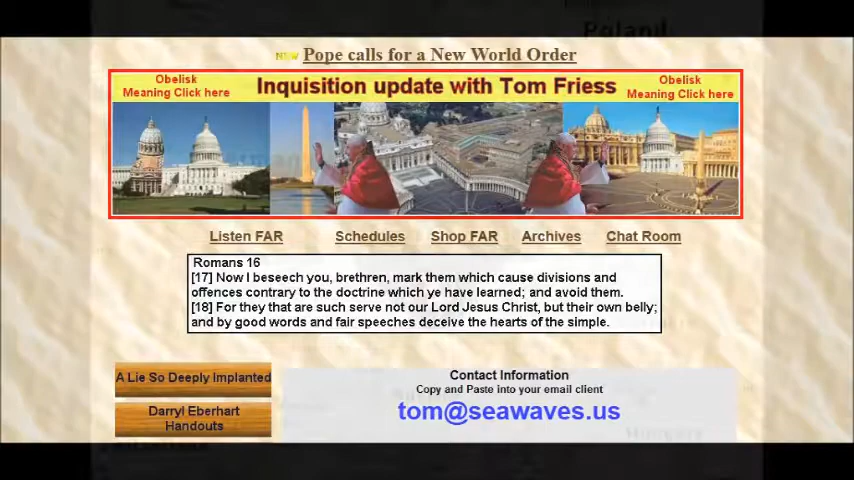 Poland
NEW Pope calls for a New World Order
Obelisk
Meaning Click here
Inquisition update with Tom Friess
Obelisk
Meaning Click here
Listen FAR Schedules Shop FAR Archives Chat Room
Romans 16
[17] Now I beseech you, brethren, mark them which cause divisions and
offences contrary to the doctrine which ye have learned; and avoid them.
[18] For they that are such serve not our Lord Jesus Christ, but their own belly;
and by good words and fair speeches deceive the hearts of the simple.
A Lie So Deeply Implanted
Darryl Eberhart
Handouts
Contact Information
Copy and Paste into your email client
tom@seawaves.us